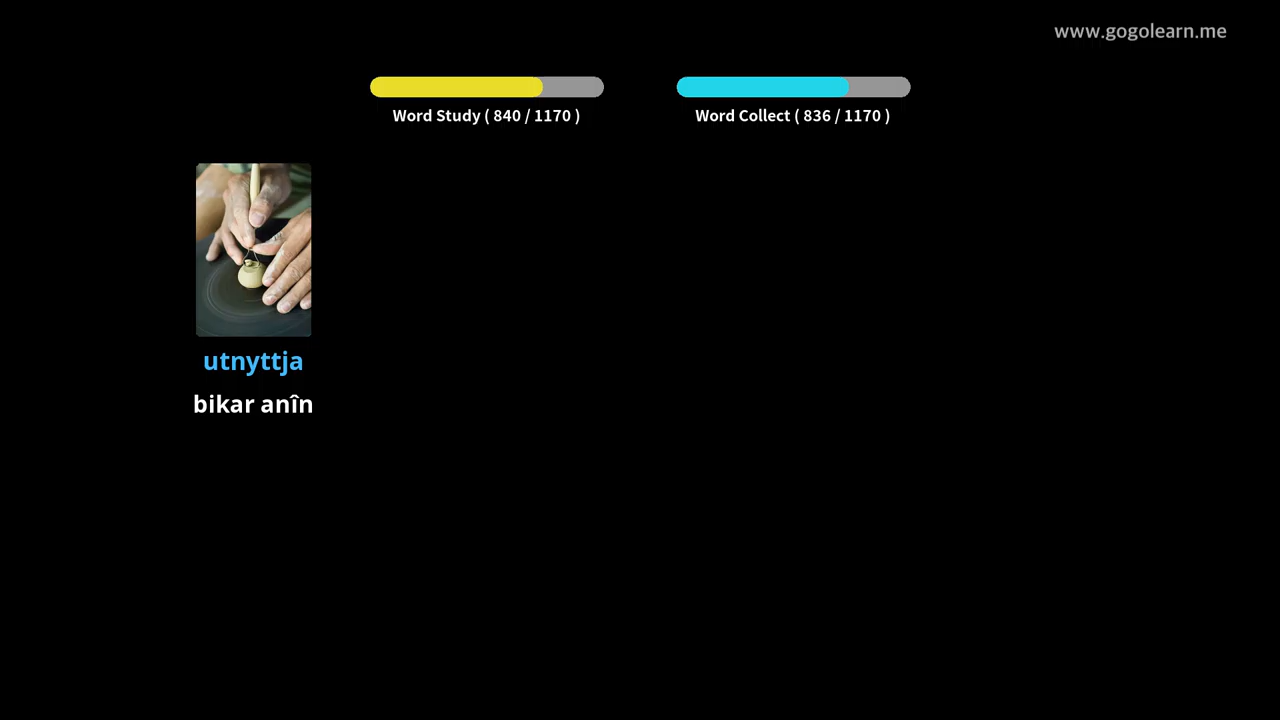 www.gogolearn.me
Word Study ( 840 / 1170 )
Word Collect ( 836 / 1170 )
utnyttja
bikar anîn